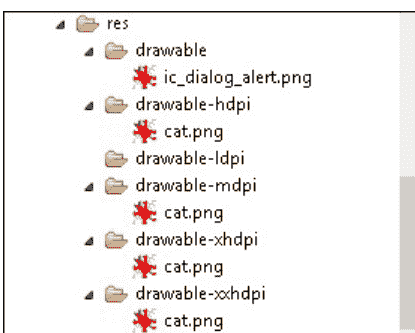 res
drawable
ic_dialog_alert.png
drawable-hdpi
cat.png
drawable-ldpi
drawable-mdpi
cat.png
drawable-xhdpi
cat.png
drawable-xxhdpi
cat.png